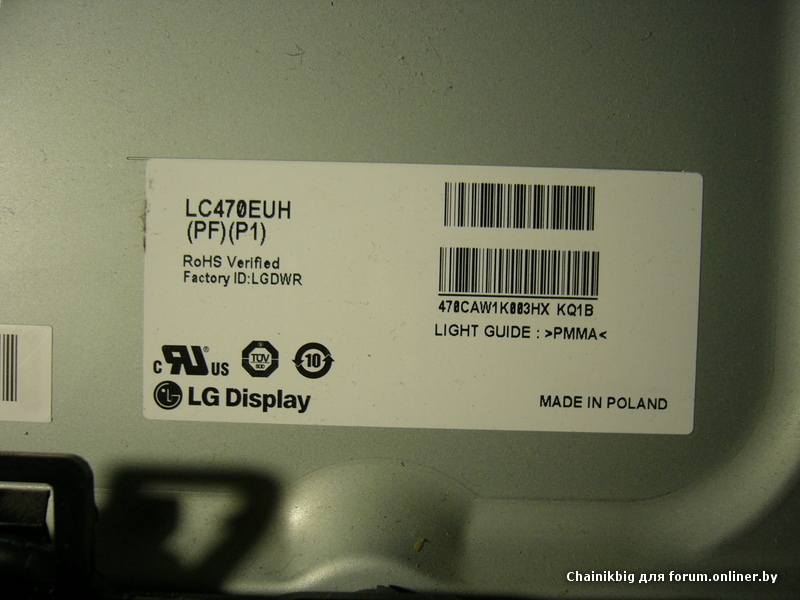 LC470EUH
(PF)(P1)
RoHS Verified
Factory ID:LGDWR
470CAW1K003HX KQ1B
LIGHT GUIDE : >PMMA<
c RU ® US
TÜV
10
LG Display
MADE IN POLAND
Chainikbig для forum.onliner.by